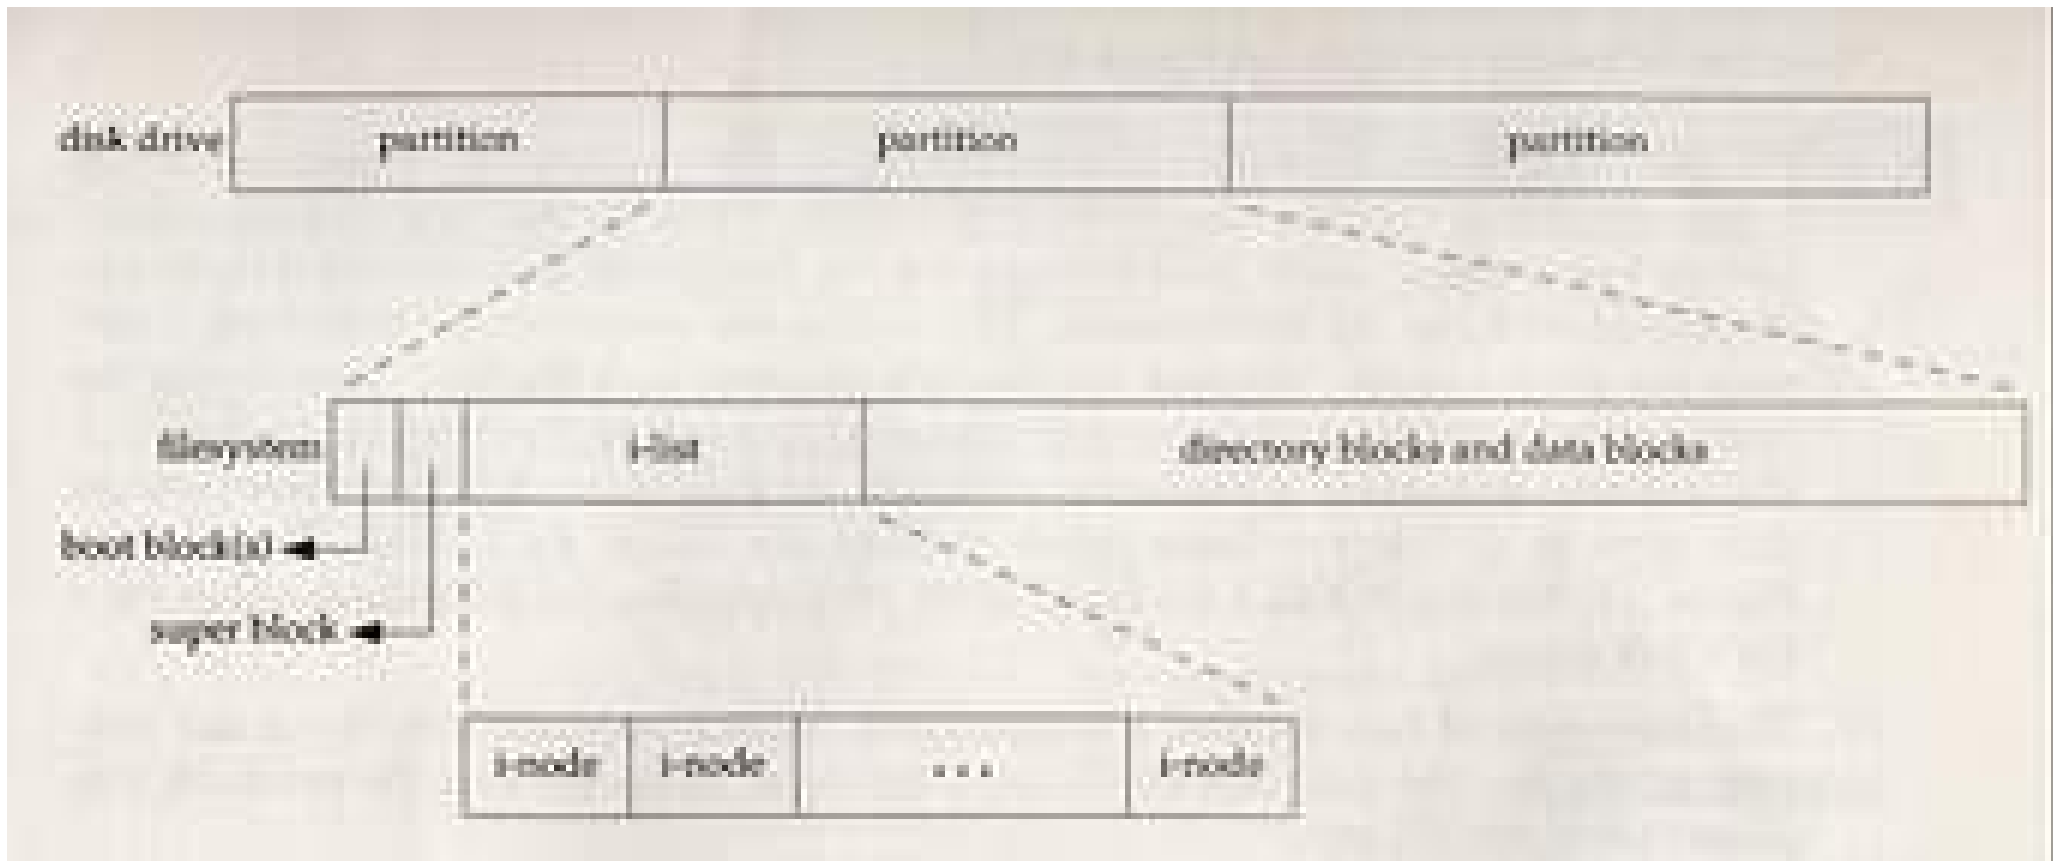 disk drive partition partition partition
filesystem i-list directory blocks and data blocks
boot block(s)
super block
i-node i-node ... i-node